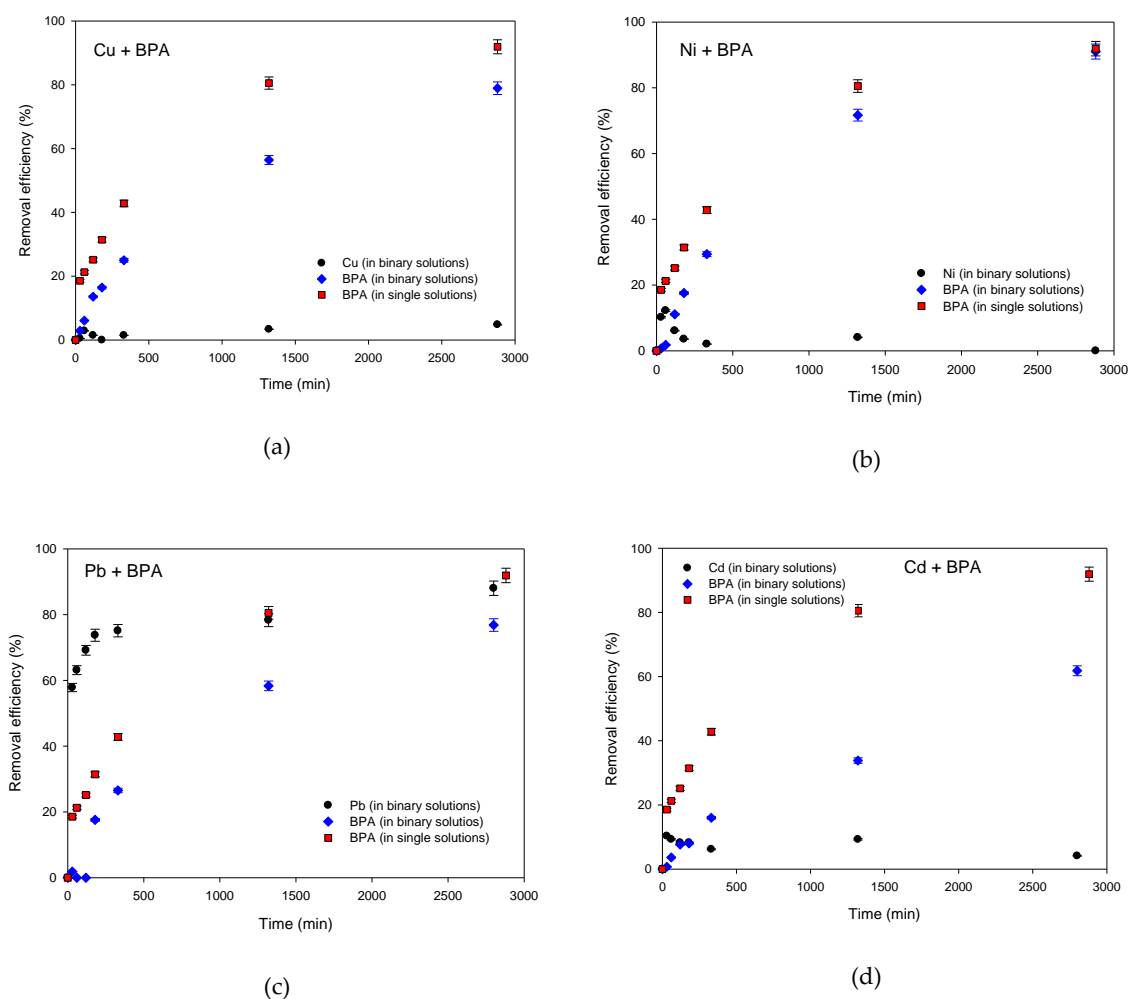 Cu + BPA
100
80
60
40
20
0
Removal efficiency (%)
Cu (in binary solutions)
BPA (in binary solutions)
BPA (in single solutions)
0 500 1000 1500 2000 2500 3000
Time (min)
(a)
Ni + BPA
100
80
60
40
20
0
Removal efficiency (%)
Ni (in binary solutions)
BPA (in binary solutions)
BPA (in single solutions)
0 500 1000 1500 2000 2500 3000
Time (min)
(b)
Pb + BPA
100
80
60
40
20
0
Removal efficiency (%)
Pb (in binary solutions)
BPA (in binary solutios)
BPA (in single solutions)
0 500 1000 1500 2000 2500 3000
Time (min)
(c)
Cd + BPA
100
80
60
40
20
0
Removal efficiency (%)
Cd (in binary solutions)
BPA (in binary solutions)
BPA (in single solutions)
0 500 1000 1500 2000 2500 3000
Time (min)
(d)